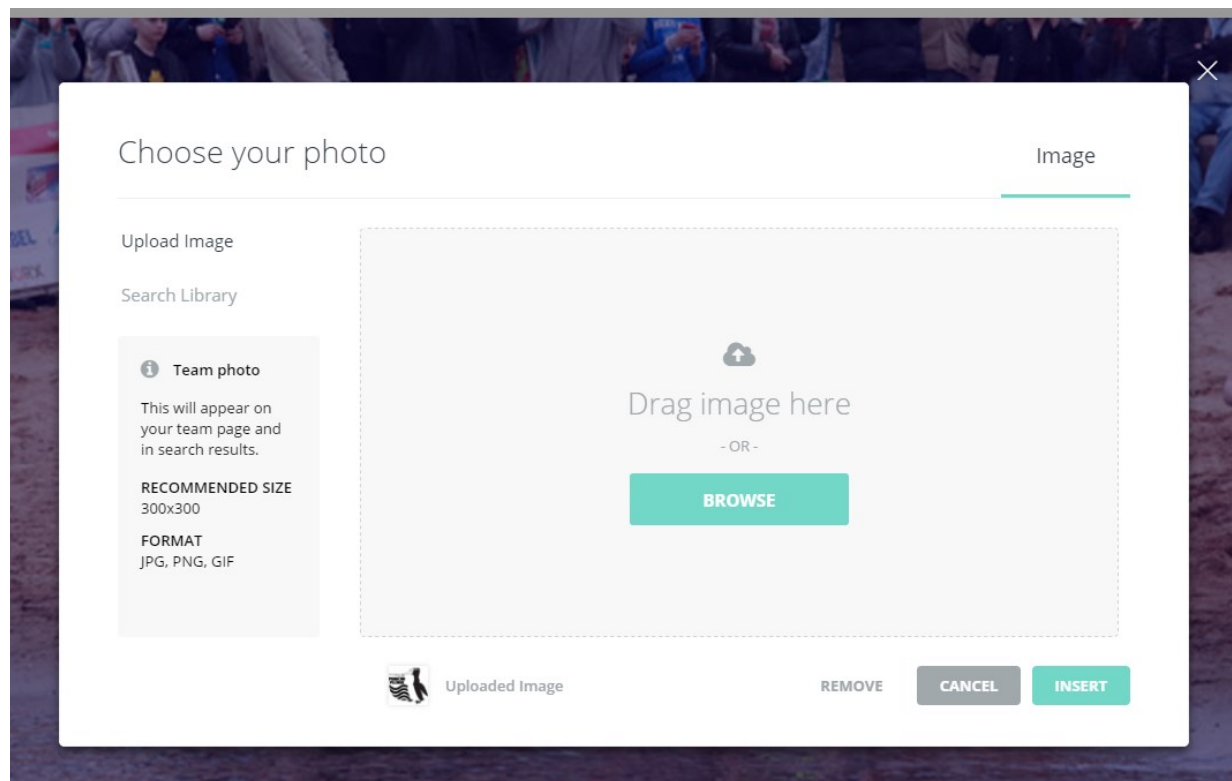 Choose your photo
Image
Upload Image
Search Library
Team photo
This will appear on
your team page and
in search results.
RECOMMENDED SIZE
300x300
FORMAT
JPG, PNG, GIF
Drag image here
- OR -
BROWSE
Uploaded Image
REMOVE
CANCEL
INSERT